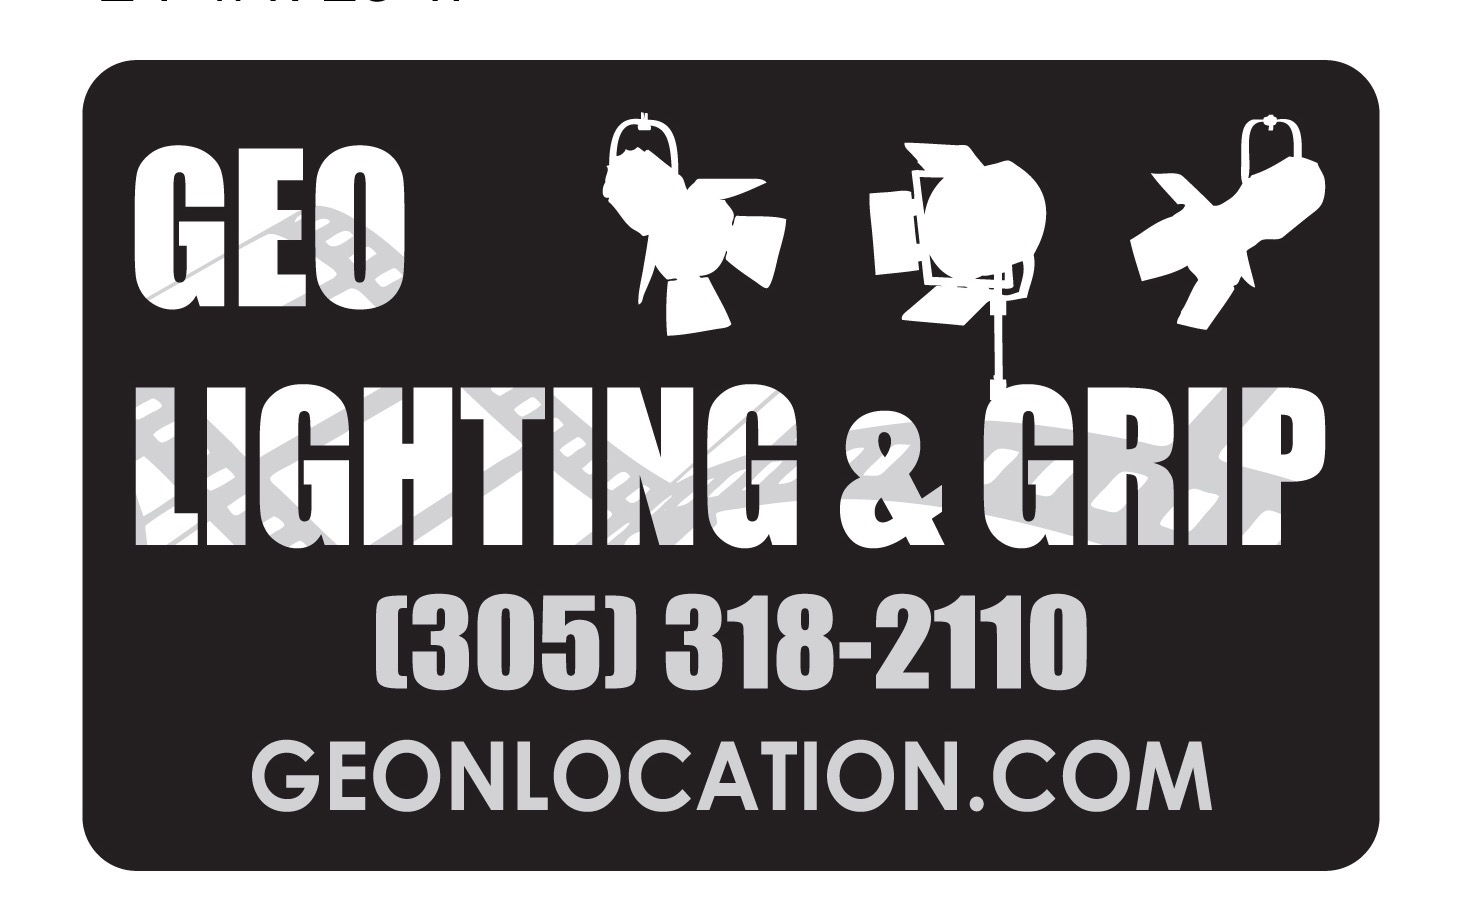 GEO
LIGHTING & GRIP
(305) 318-2110
GEONLOCATION.COM